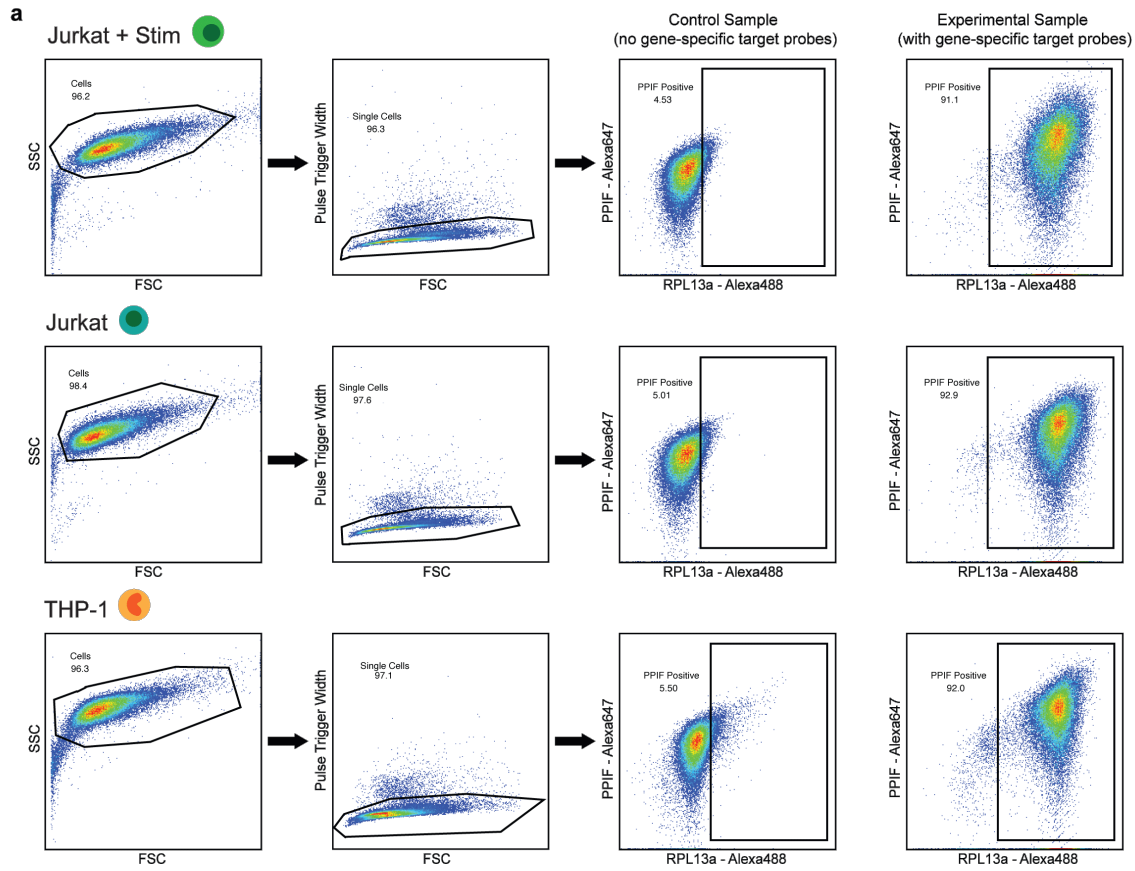 a
Jurkat + Stim
Control Sample
(no gene-specific target probes)
Experimental Sample
(with gene-specific target probes)
Cells
96.2
SSC
FSC
Single Cells
96.3
Pulse Trigger Width
FSC
PPIF Positive
4.53
PPIF - Alexa647
RPL13a - Alexa488
PPIF Positive
91.1
PPIF - Alexa647
RPL13a - Alexa488
Jurkat
Cells
98.4
SSC
FSC
Single Cells
97.6
Pulse Trigger Width
FSC
PPIF Positive
5.01
PPIF - Alexa647
RPL13a - Alexa488
PPIF Positive
92.9
PPIF - Alexa647
RPL13a - Alexa488
THP-1
Cells
96.3
SSC
FSC
Single Cells
97.1
Pulse Trigger Width
FSC
PPIF Positive
5.50
PPIF - Alexa647
RPL13a - Alexa488
PPIF Positive
92.0
PPIF - Alexa647
RPL13a - Alexa488